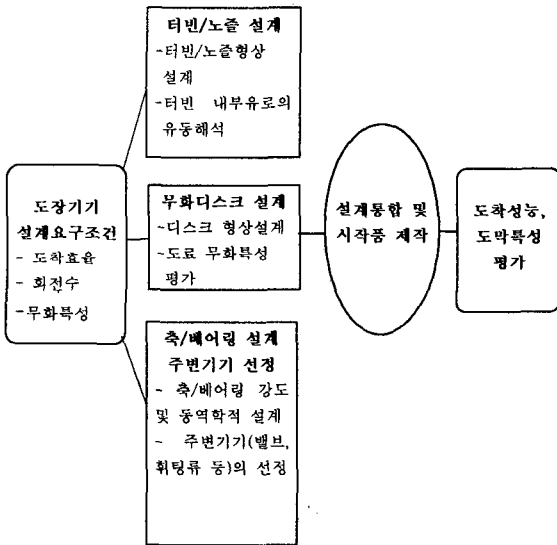 터빈/노즐 설계
-터빈/노즐형상
설계
-터빈 내부유로의
유동해석
도장기기
설계요구조건
- 도착효율
- 회전수
-무화특성
무화디스크 설계
-디스크 형상설계
-도료 무화특성
평가
축/베어링 설계
주변기기 선정
- 축/베어링 강도
및 동역학적 설계
- 주변기기(밸브,
휘팅류 등)의 선정
설계통합 및
시작품 제작
도착성능,
도막특성
평가